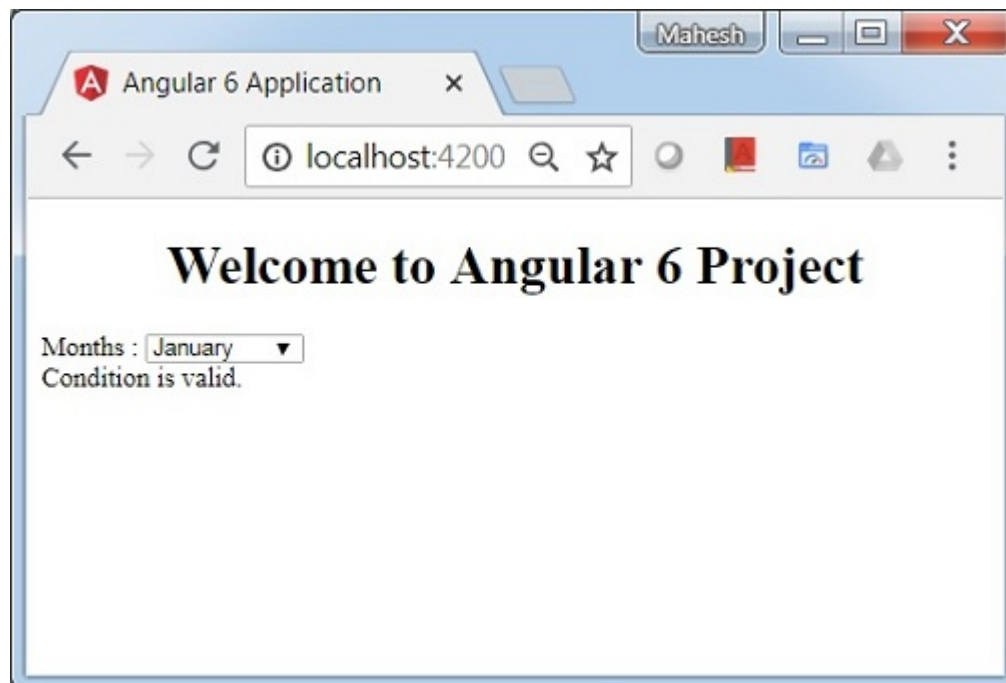 Mahesh
Angular 6 Application
localhost:4200
Welcome to Angular 6 Project
Months : January
Condition is valid.